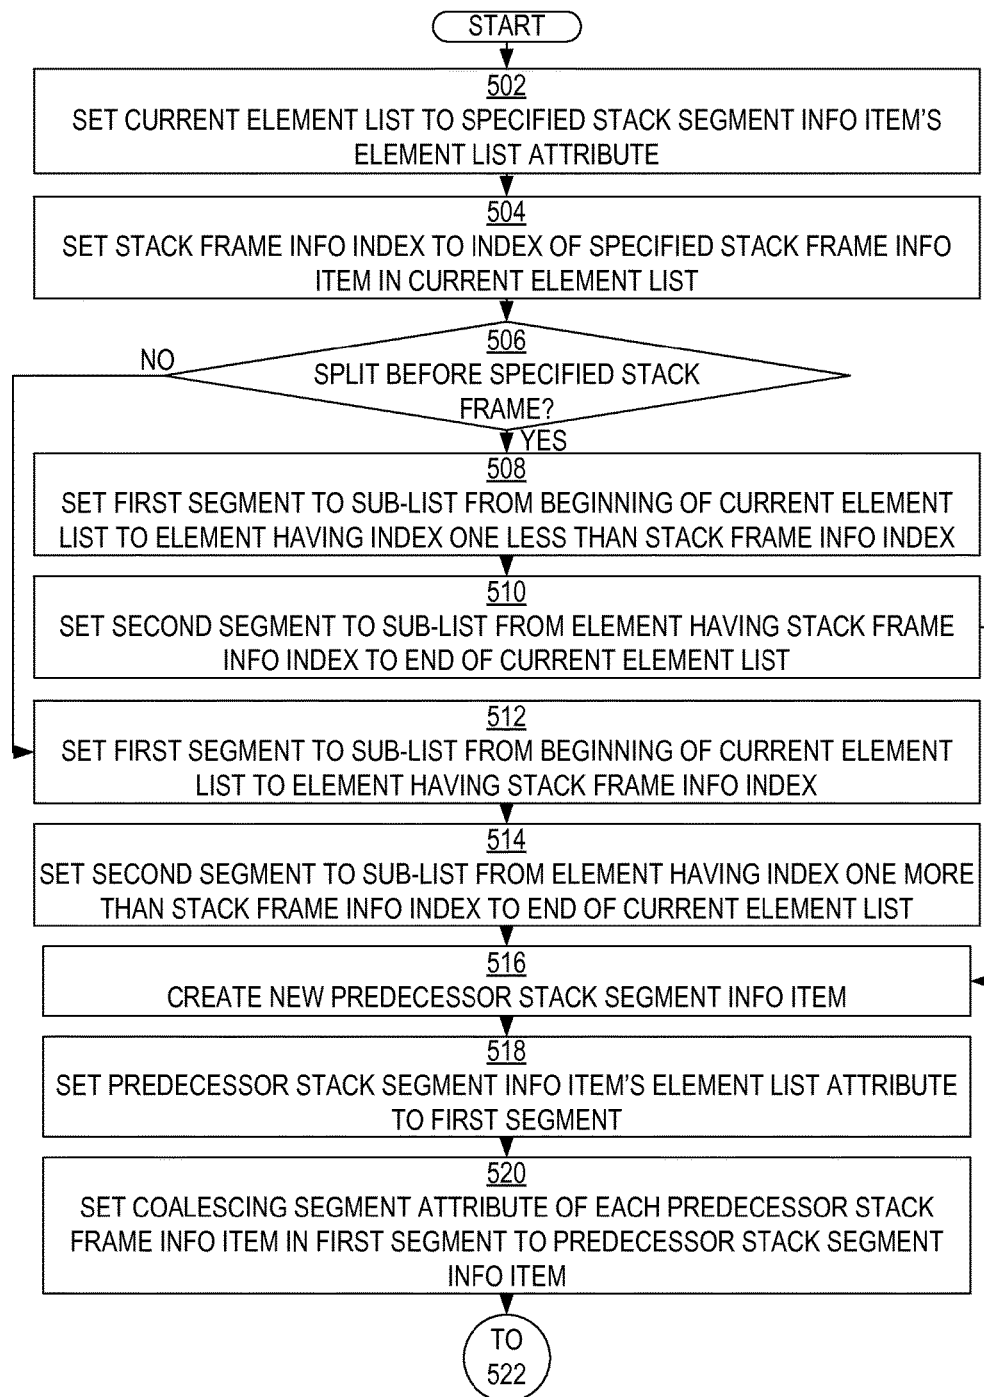 START
502
SET CURRENT ELEMENT LIST TO SPECIFIED STACK SEGMENT INFO ITEM'S
ELEMENT LIST ATTRIBUTE
504
SET STACK FRAME INFO INDEX TO INDEX OF SPECIFIED STACK FRAME INFO
ITEM IN CURRENT ELEMENT LIST
506
NO
SPLIT BEFORE SPECIFIED STACK
FRAME?
YES
508
SET FIRST SEGMENT TO SUB-LIST FROM BEGINNING OF CURRENT ELEMENT
LIST TO ELEMENT HAVING INDEX ONE LESS THAN STACK FRAME INFO INDEX
510
SET SECOND SEGMENT TO SUB-LIST FROM ELEMENT HAVING STACK FRAME
INFO INDEX TO END OF CURRENT ELEMENT LIST
512
SET FIRST SEGMENT TO SUB-LIST FROM BEGINNING OF CURRENT ELEMENT
LIST TO ELEMENT HAVING STACK FRAME INFO INDEX
514
SET SECOND SEGMENT TO SUB-LIST FROM ELEMENT HAVING INDEX ONE MORE
THAN STACK FRAME INFO INDEX TO END OF CURRENT ELEMENT LIST
516
CREATE NEW PREDECESSOR STACK SEGMENT INFO ITEM
518
SET PREDECESSOR STACK SEGMENT INFO ITEM'S ELEMENT LIST ATTRIBUTE
TO FIRST SEGMENT
520
SET COALESCING SEGMENT ATTRIBUTE OF EACH PREDECESSOR STACK
FRAME INFO ITEM IN FIRST SEGMENT TO PREDECESSOR STACK SEGMENT
INFO ITEM
TO
522